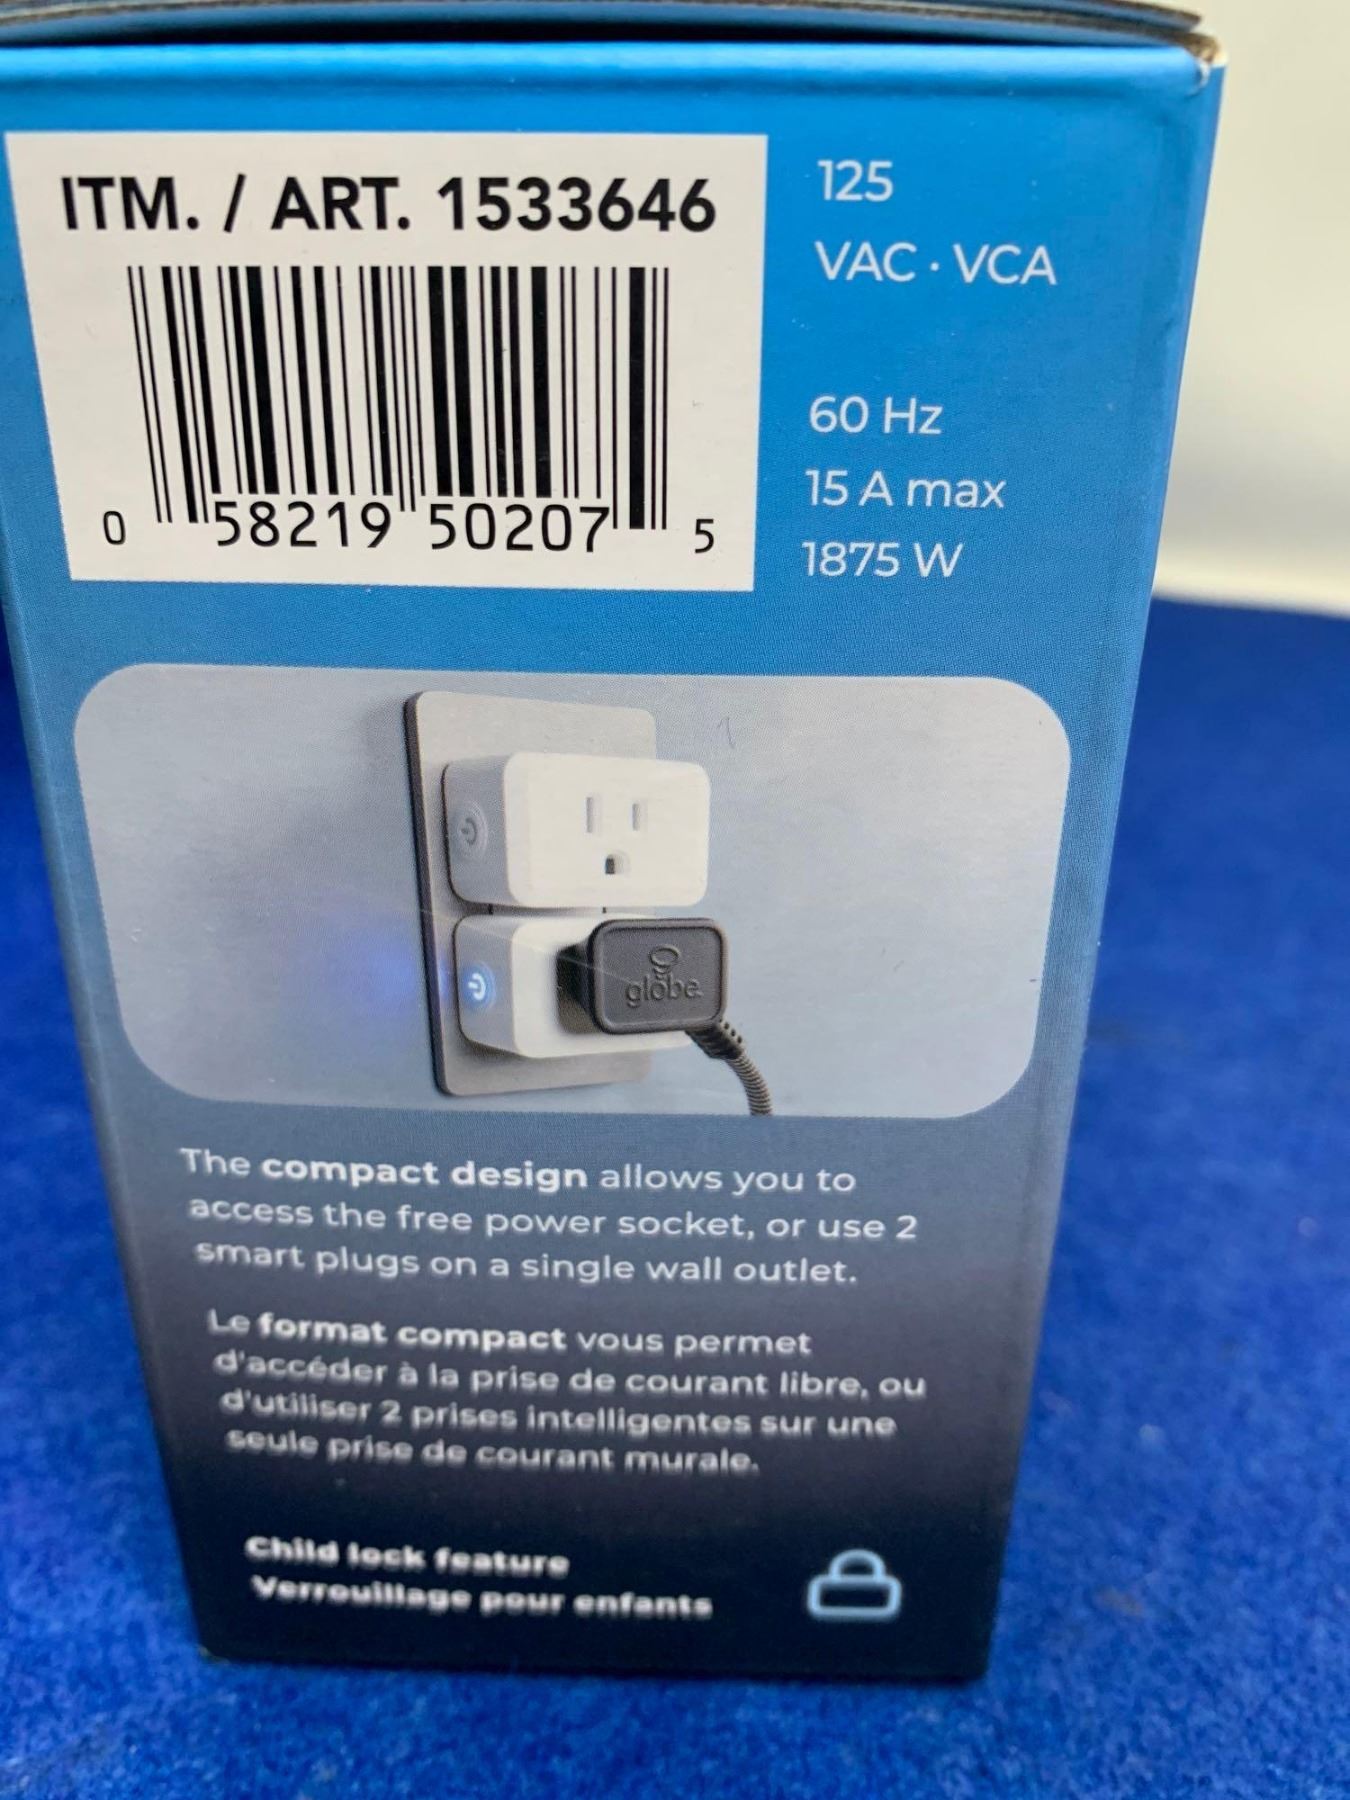 ITM. / ART. 1533646
0 58219 50207 5
125
VAC · VCA
60 Hz
15 A max
1875 W
globe
The compact design allows you to
access the free power socket, or use 2
smart plugs on a single wall outlet.
Le format compact vous permet
d'accéder à la prise de courant libre, ou
d'utiliser 2 prises intelligentes sur une
seule prise de courant murale.
Child lock feature
Verrouillage pour enfants